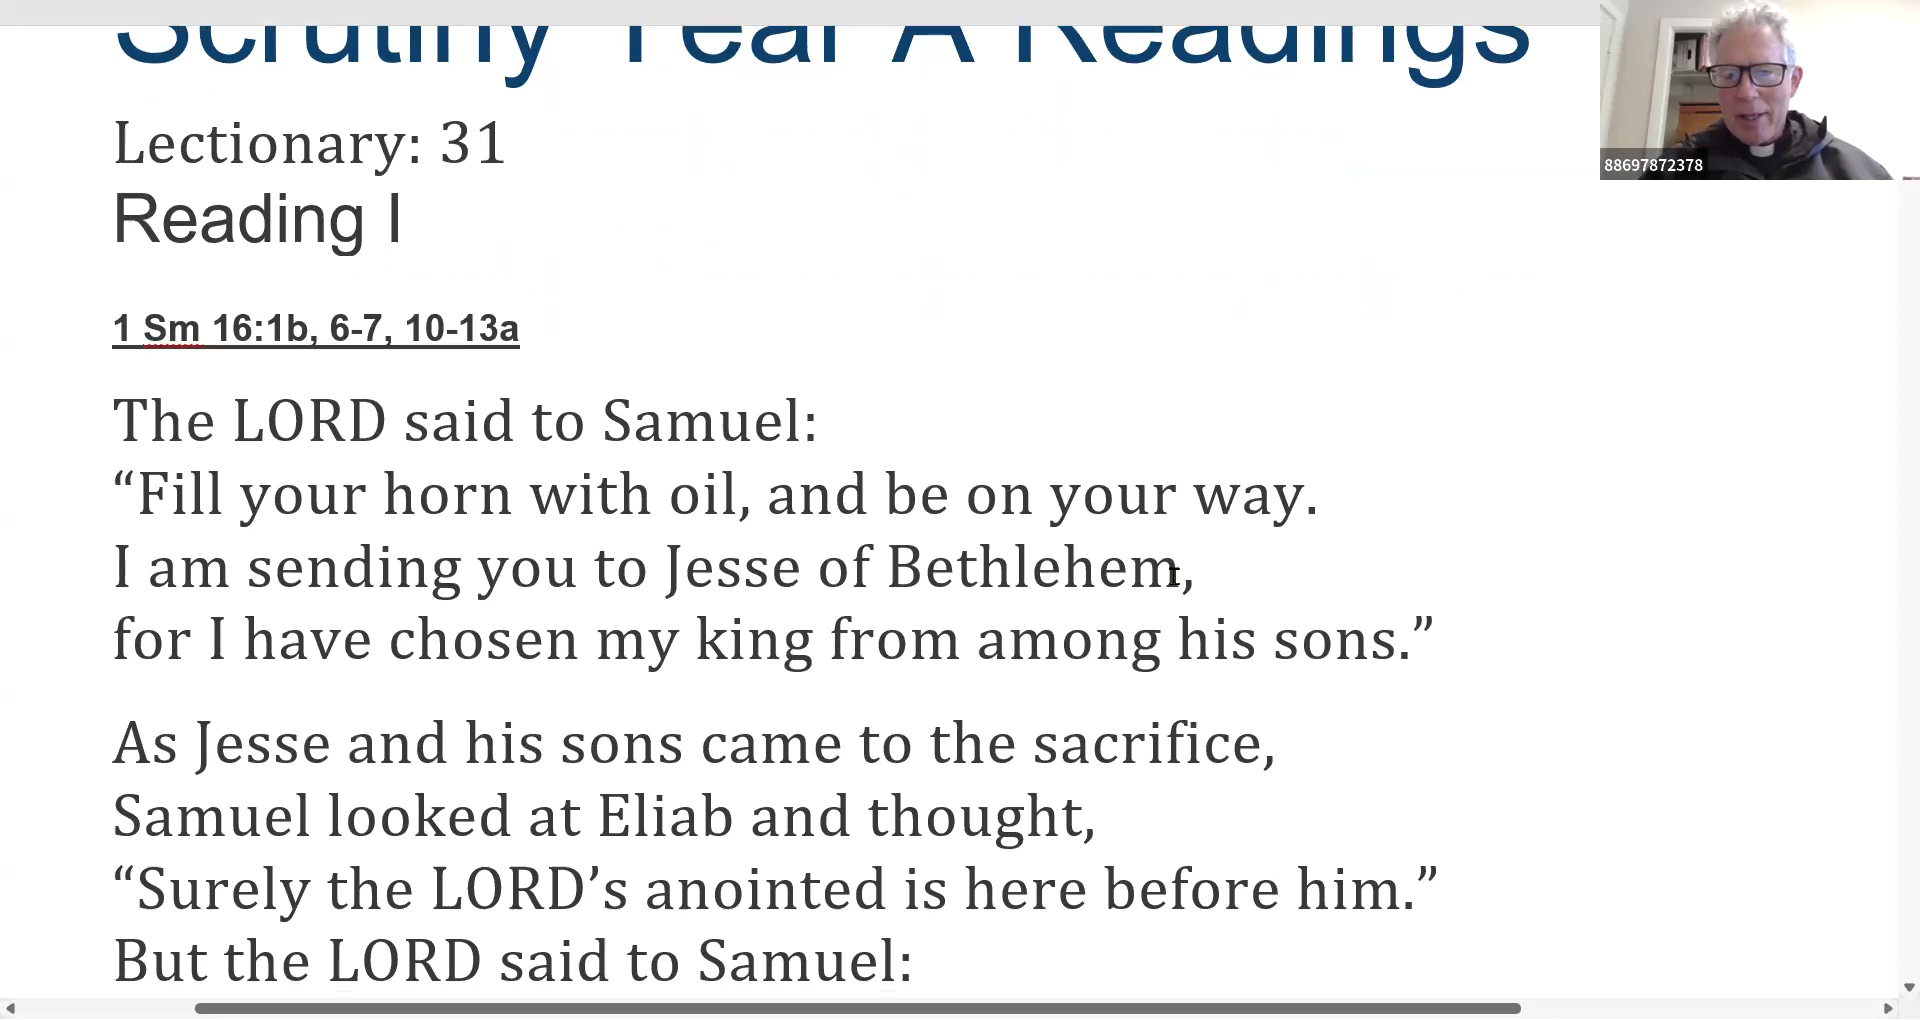 Scrutiny Year A Readings
Lectionary: 31
Reading I
1 Sm 16:1b, 6-7, 10-13a
The LORD said to Samuel:
“Fill your horn with oil, and be on your way.
I am sending you to Jesse of Bethlehem,
for I have chosen my king from among his sons.”
As Jesse and his sons came to the sacrifice,
Samuel looked at Eliab and thought,
“Surely the LORD’s anointed is here before him.”
But the LORD said to Samuel:
88697872378